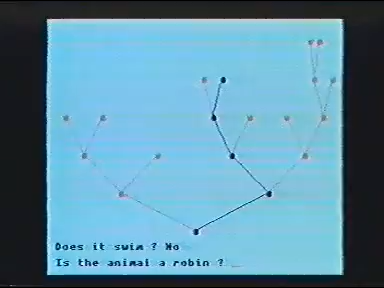 Does it swim ? No
Is the animal a robin ?